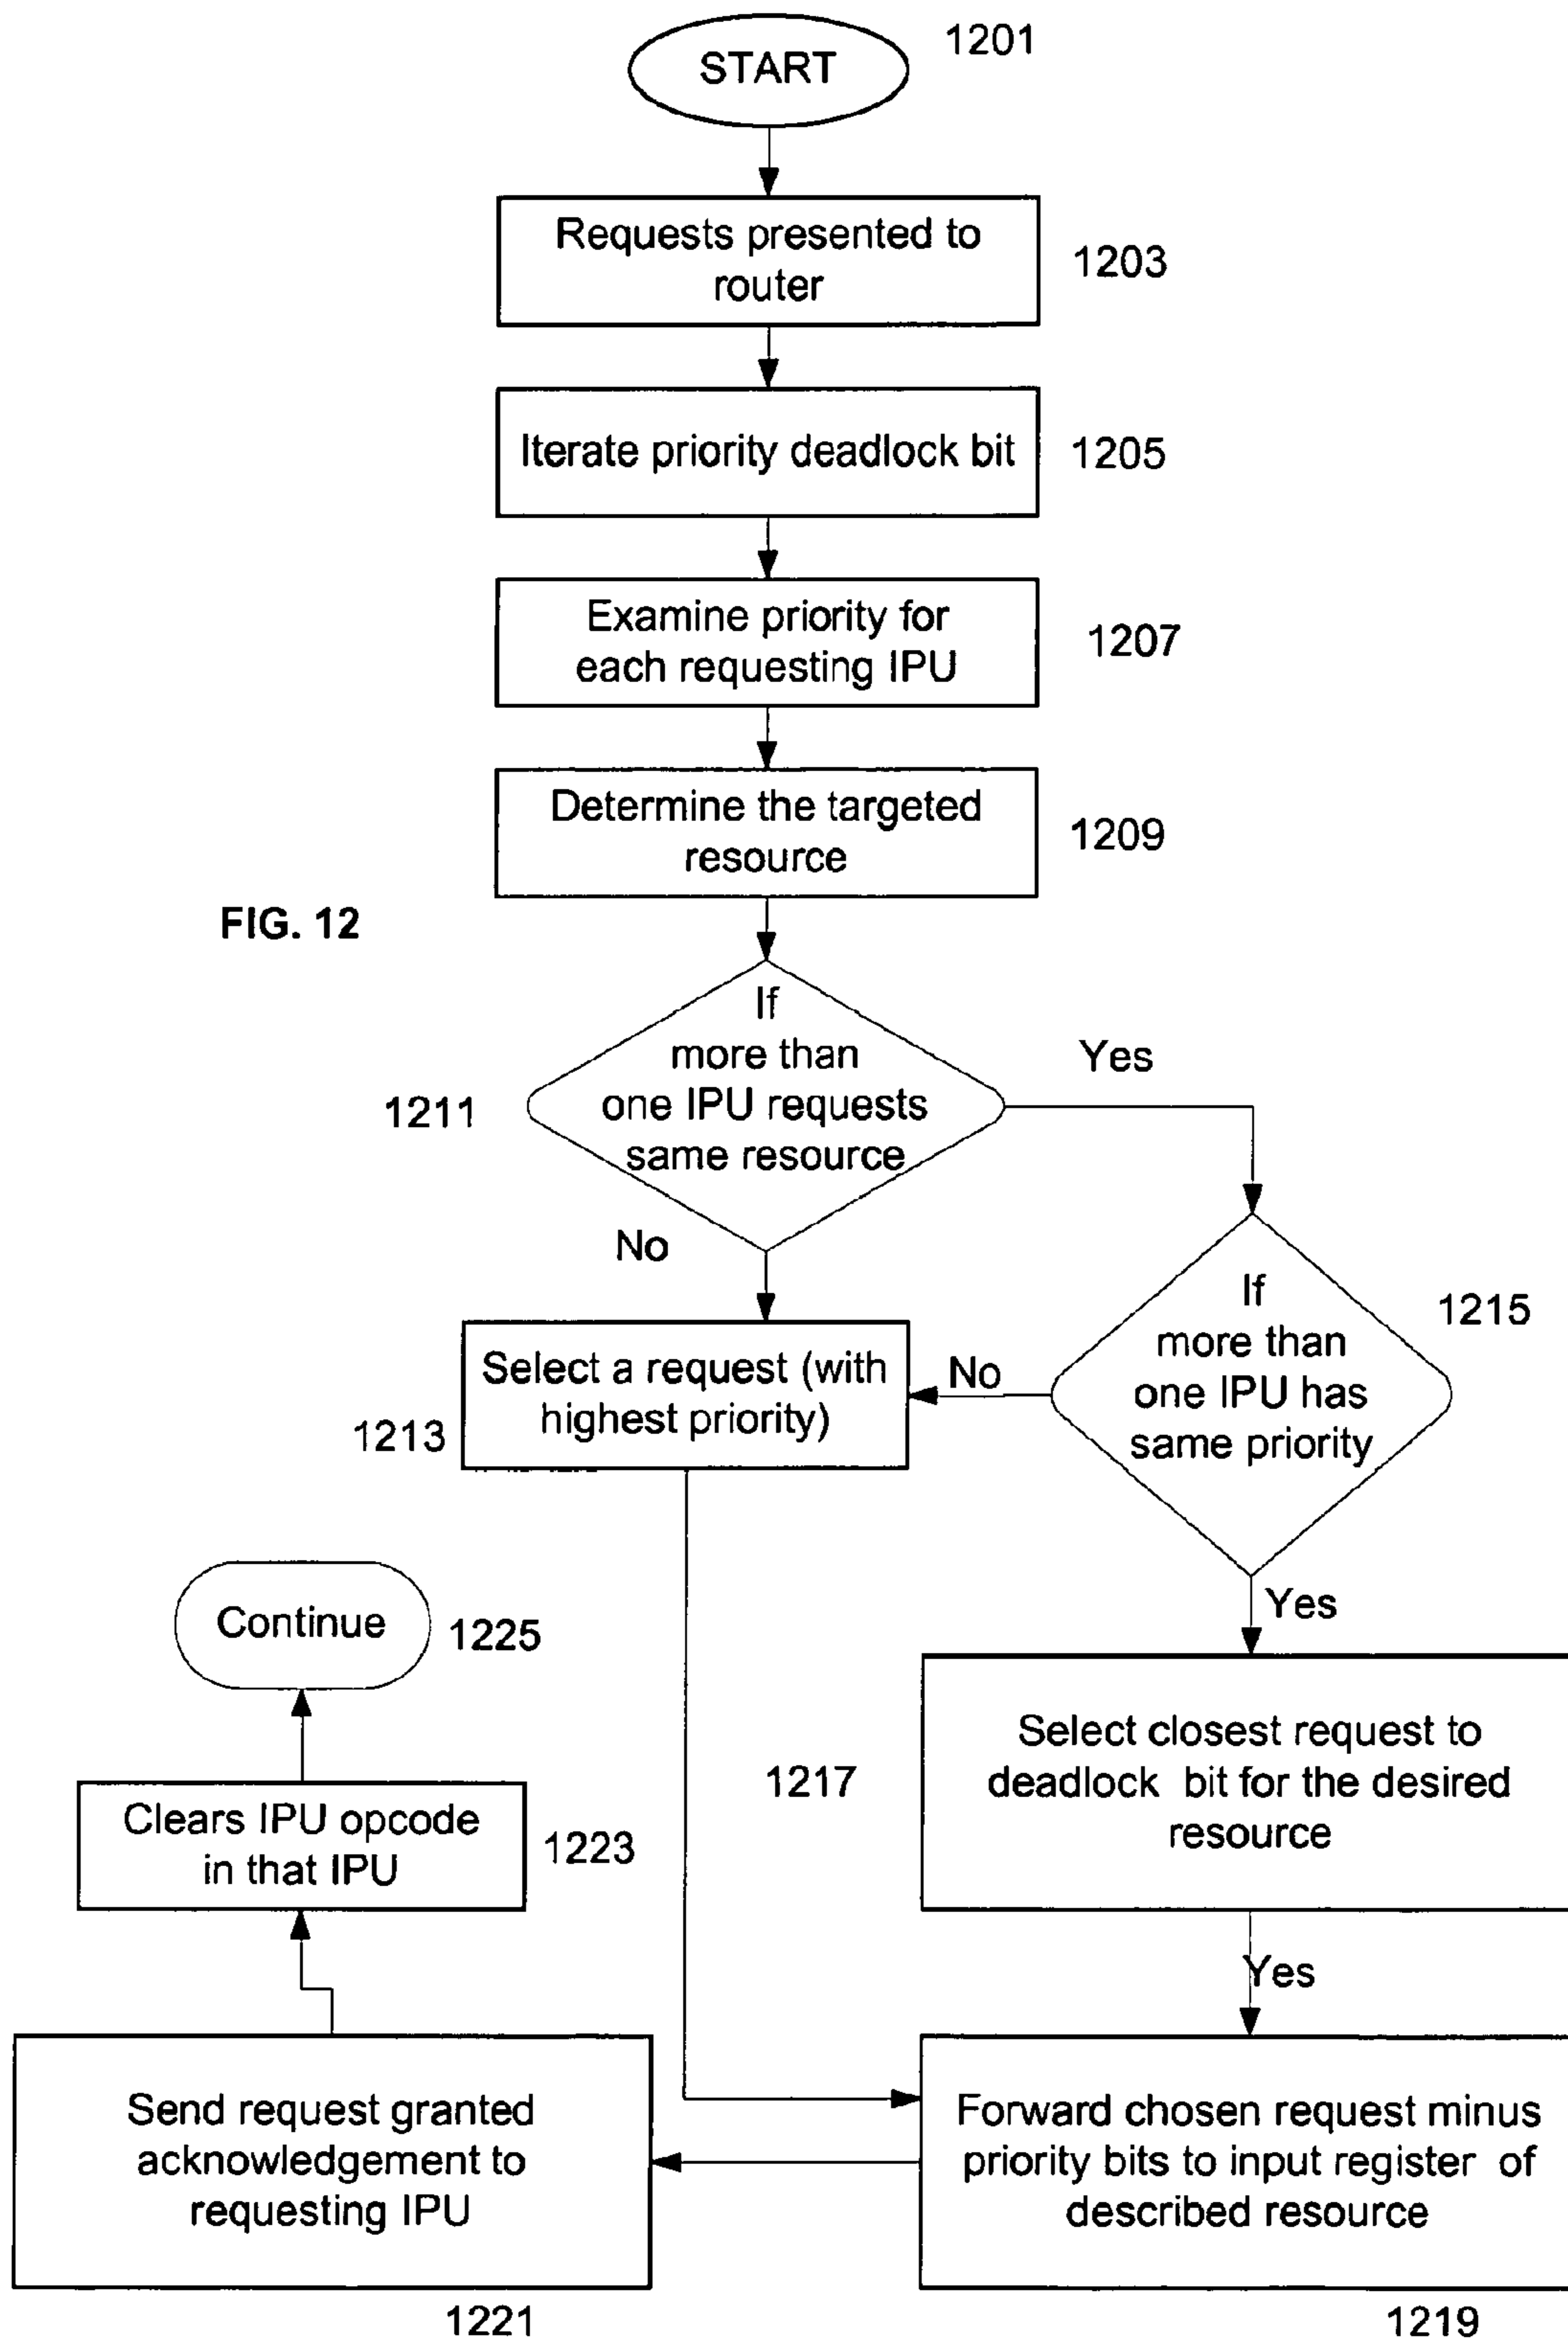 START
1201
Requests presented to
router
1203
Iterate priority deadlock bit
1205
Examine priority for
each requesting IPU
1207
Determine the targeted
resource
1209
FIG. 12
If
more than
one IPU requests
same resource
1211
Yes
No
If
more than
one IPU has
same priority
1215
No
Select a request (with
highest priority)
1213
Yes
Continue
1225
Select closest request to
deadlock bit for the desired
resource
1217
Clears IPU opcode
in that IPU
1223
Yes
Send request granted
acknowledgement to
requesting IPU
1221
Forward chosen request minus
priority bits to input register of
described resource
1219